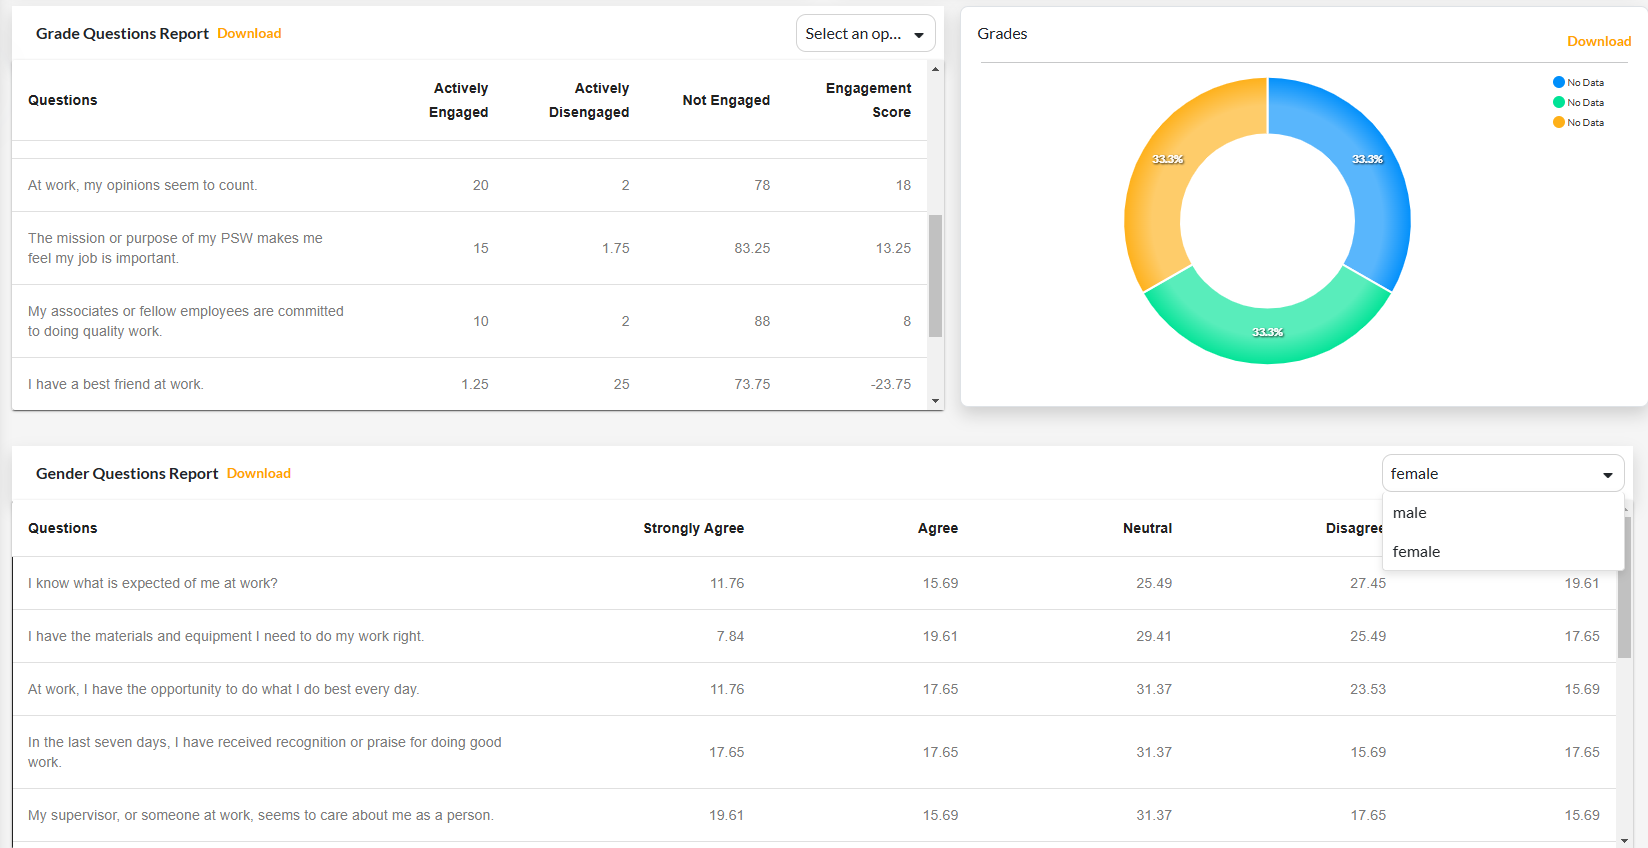 Grade Questions Report Download
Select an op...
Questions
Actively Engaged
Actively Disengaged
Not Engaged
Engagement Score
At work, my opinions seem to count. 20 2 78 18
The mission or purpose of my PSW makes me
feel my job is important. 15 1.75 83.25 13.25
My associates or fellow employees are committed
to doing quality work. 10 2 88 8
I have a best friend at work. 1.25 25 73.75 -23.75
Grades
Download
No Data
No Data
No Data
33.3%
33.3%
33.3%
Gender Questions Report Download
female
male
female
Questions Strongly Agree Agree Neutral
I know what is expected of me at work? 11.76 15.69 25.49 27.45 19.61
I have the materials and equipment I need to do my work right. 7.84 19.61 29.41 25.49 17.65
At work, I have the opportunity to do what I do best every day. 11.76 17.65 31.37 23.53 15.69
In the last seven days, I have received recognition or praise for doing good
work. 17.65 17.65 31.37 15.69 17.65
My supervisor, or someone at work, seems to care about me as a person. 19.61 15.69 31.37 17.65 15.69